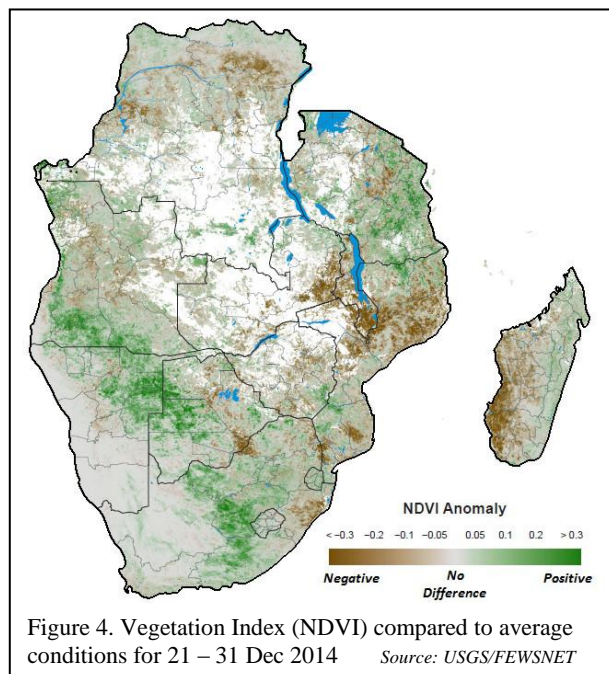 NDVI Anomaly
< -0.3 -0.2 -0.1 -0.05 0.05 0.1 0.2 > 0.3
Negative No Difference Positive
Figure 4. Vegetation Index (NDVI) compared to average
conditions for 21 – 31 Dec 2014 Source: USGS/FEWSNET